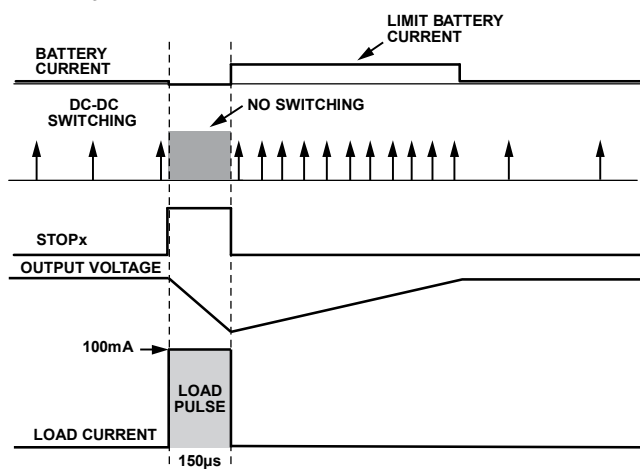 LIMIT BATTERY
CURRENT
BATTERY
CURRENT
DC-DC
SWITCHING
NO SWITCHING
STOPx
OUTPUT VOLTAGE
100mA
LOAD
PULSE
LOAD CURRENT
150µs